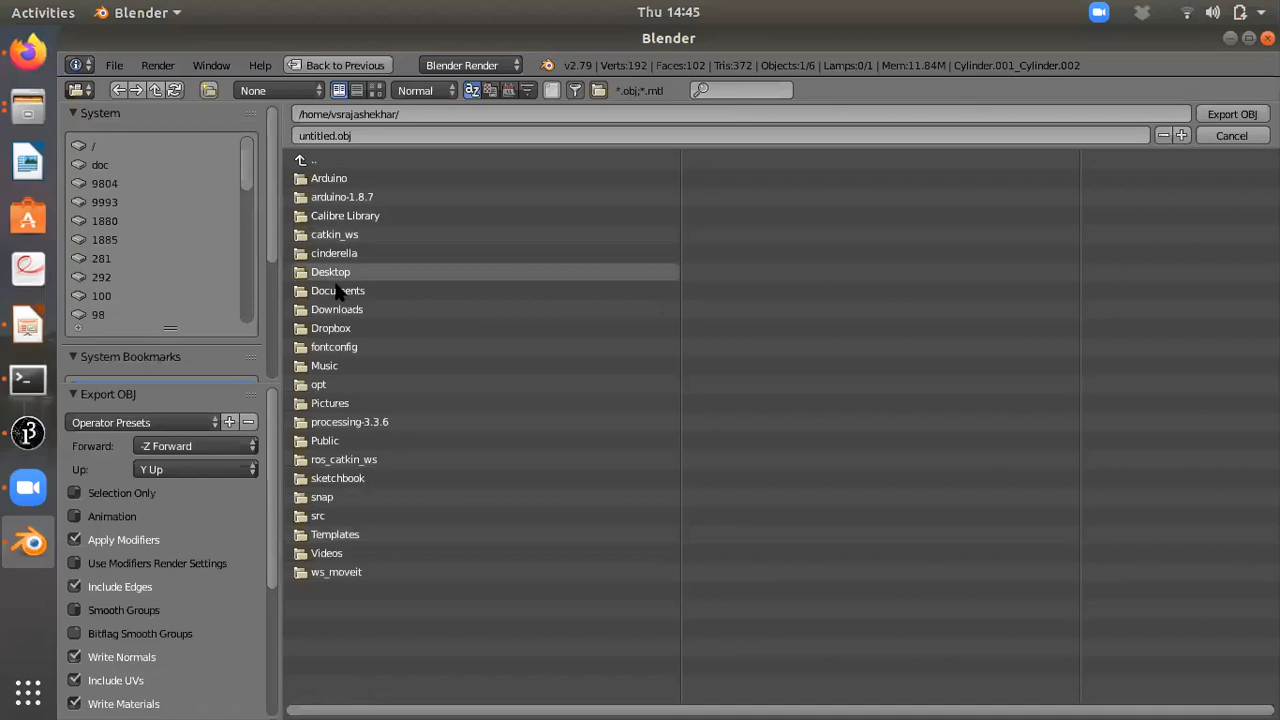 Activities Blender Thu 14:45
Blender
File Render Window Help Back to Previous Blender Render v2.79 | Verts:192 | Faces:102 | Tris:372 | Objects:1/6 | Lamps:0/1 | Mem:11.84M | Cylinder.001_Cylinder.002
None Normal *.obj;*.mtl
System
/
doc
9804
9993
1880
1885
281
292
100
98
System Bookmarks
Export OBJ
Operator Presets
Forward: -Z Forward
Up: Y Up
Selection Only
Animation
Apply Modifiers
Use Modifiers Render Settings
Include Edges
Smooth Groups
Bitflag Smooth Groups
Write Normals
Include UVs
Write Materials
/home/vsrajashekhar/ Export OBJ
untitled.obj Cancel
..
Arduino
arduino-1.8.7
Calibre Library
catkin_ws
cinderella
Desktop
Documents
Downloads
Dropbox
fontconfig
Music
opt
Pictures
processing-3.3.6
Public
ros_catkin_ws
sketchbook
snap
src
Templates
Videos
ws_moveit